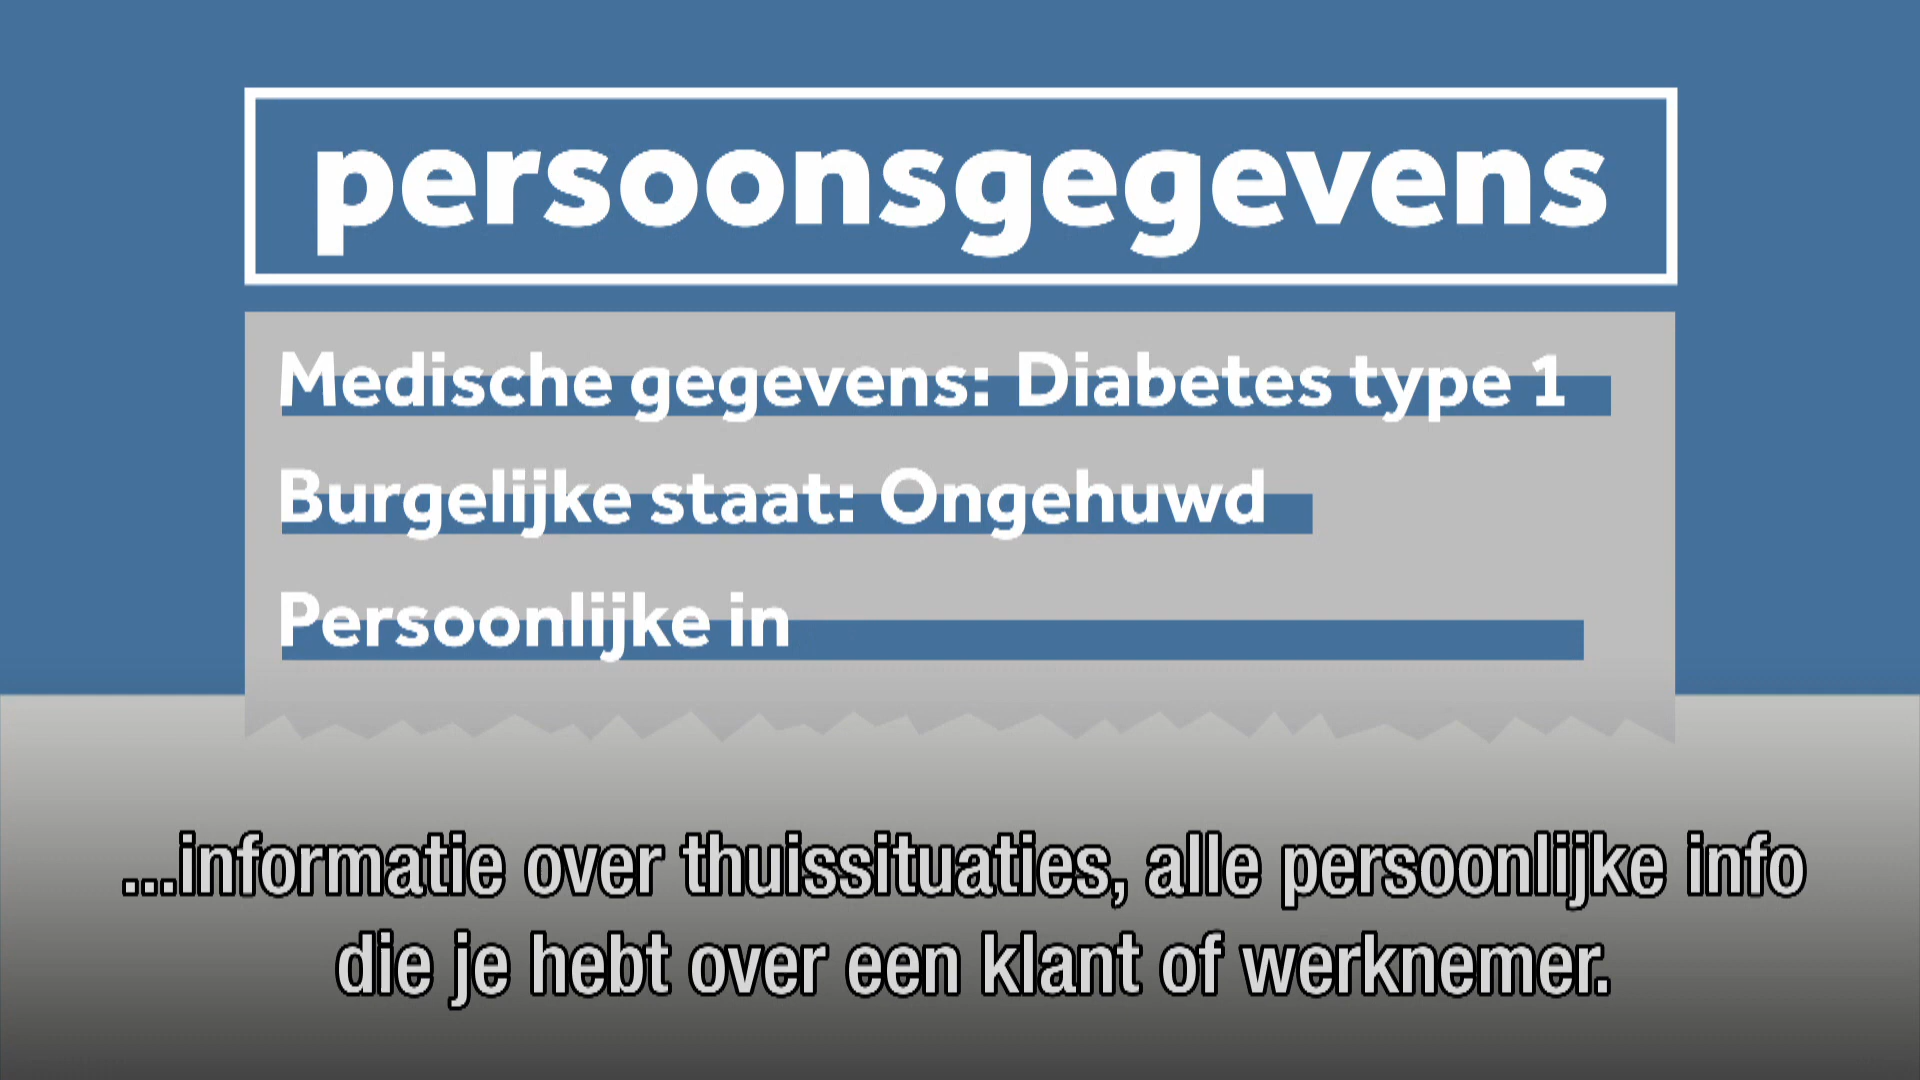 persoonsgegevens
Medische gegevens: Diabetes type 1
Burgelijke staat: Ongehuwd
Persoonlijke in
...informatie over thuissituaties, alle persoonlijke info
die je hebt over een klant of werknemer.